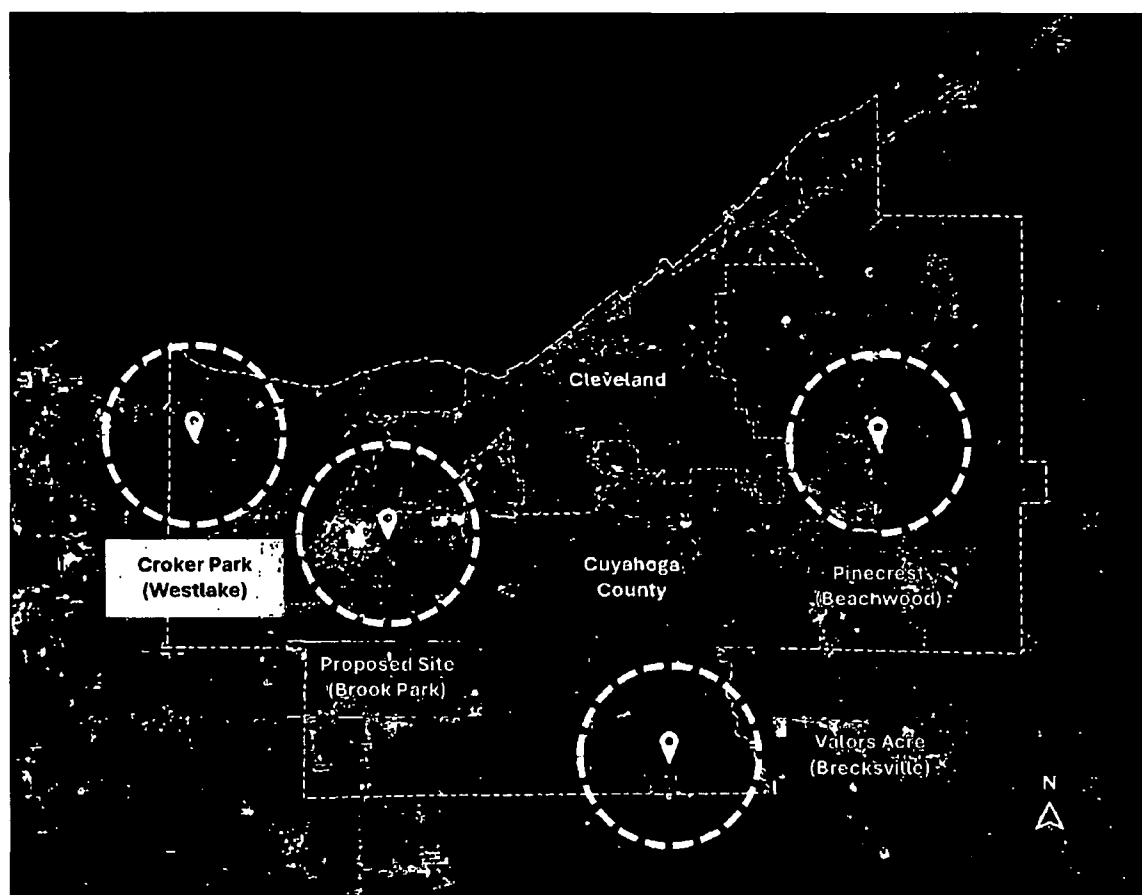 Cleveland
Croker Park
(Westlake)
Cuyahoga
County
Pinecrest
(Beachwood)
Proposed Site
(Brook Park)
Valors Acre
(Brecksville)
N